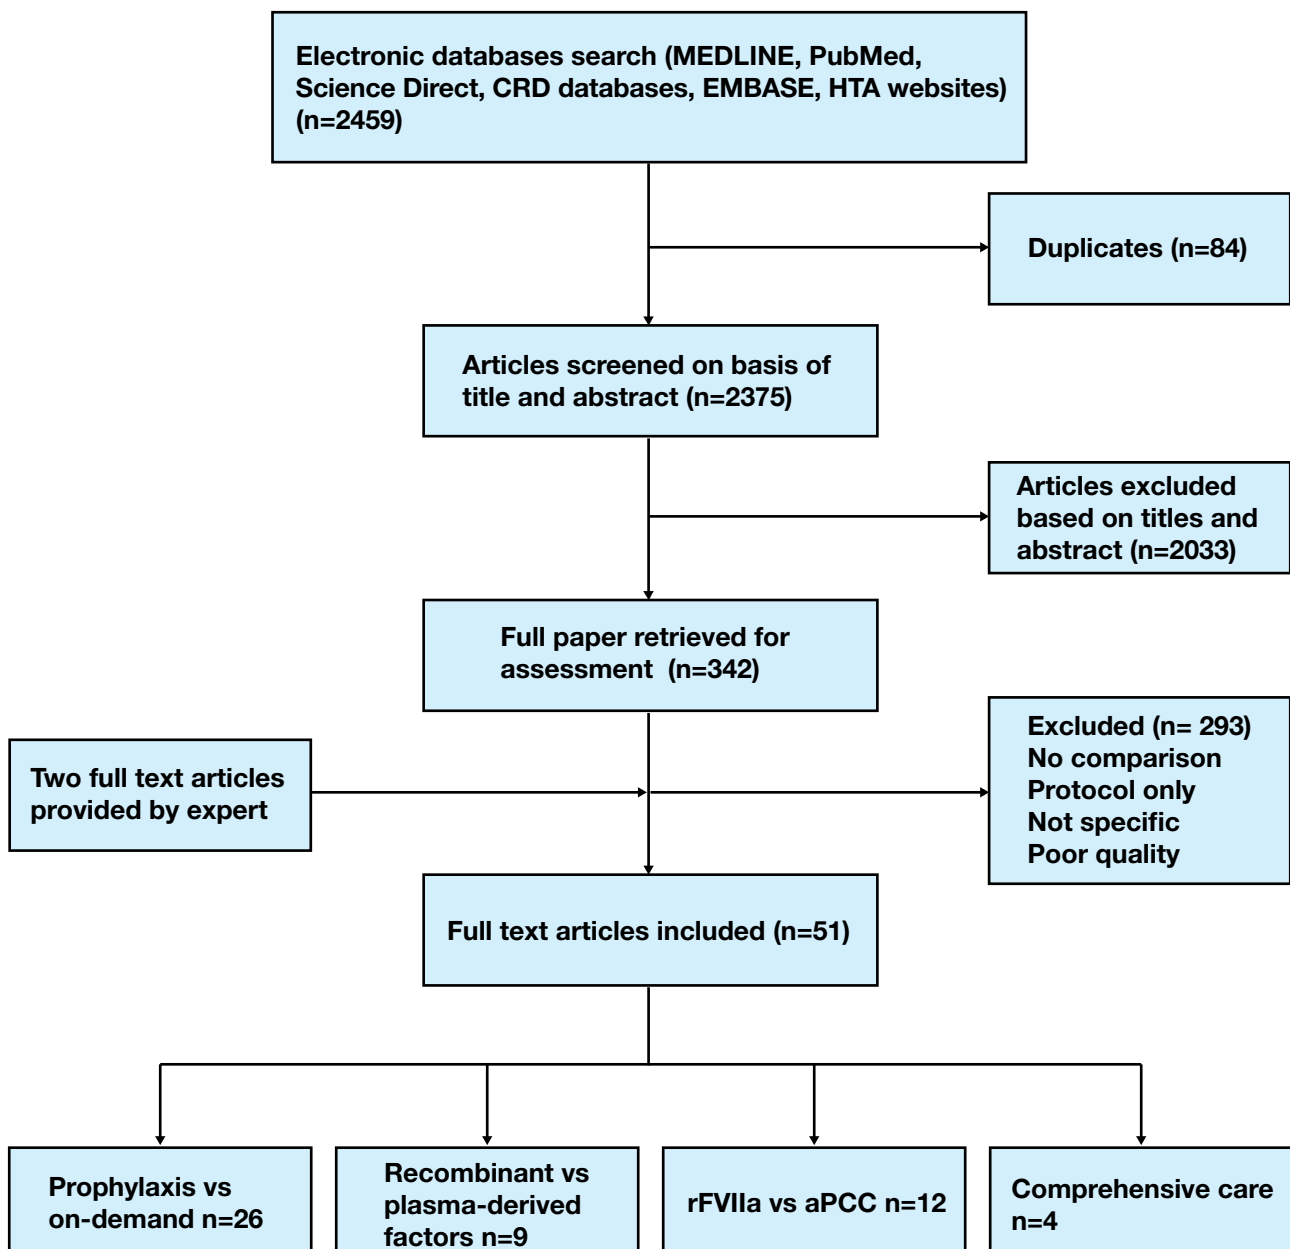 Electronic databases search (MEDLINE, PubMed,
Science Direct, CRD databases, EMBASE, HTA websites)
(n=2459)
Duplicates (n=84)
Articles screened on basis of
title and abstract (n=2375)
Articles excluded
based on titles and
abstract (n=2033)
Full paper retrieved for
assessment  (n=342)
Two full text articles
provided by expert
Excluded (n= 293)
No comparison
Protocol only
Not specific
Poor quality
Full text articles included (n=51)
Prophylaxis vs
on-demand n=26
Recombinant vs
plasma-derived
factors n=9
rFVIIa vs aPCC n=12
Comprehensive care
n=4